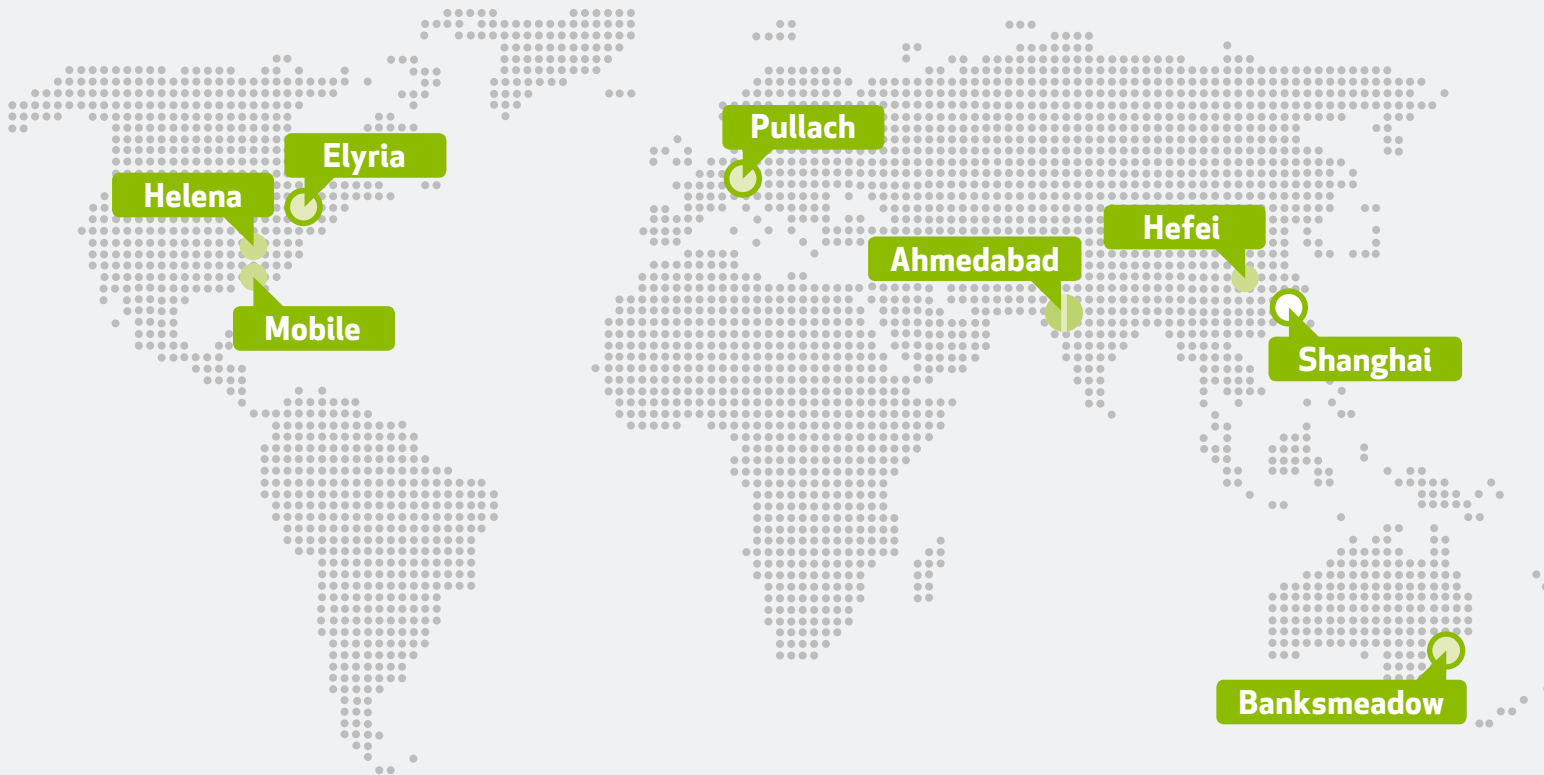 Pullach
Elyria
Helena
Hefei
Ahmedabad
Mobile
Shanghai
Banksmeadow